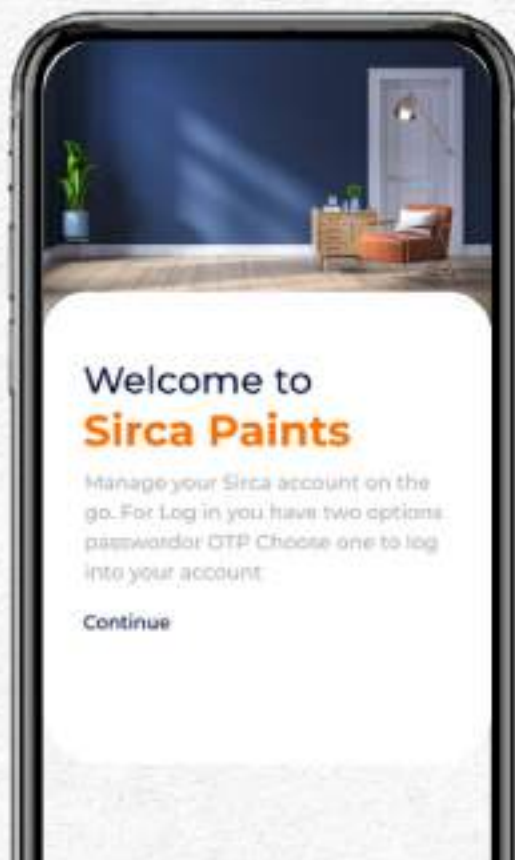 Welcome to
Sirca Paints
Manage your Sirca account on the
go. For Log in you have two options
passwordor OTP Choose one to log
into your account
Continue